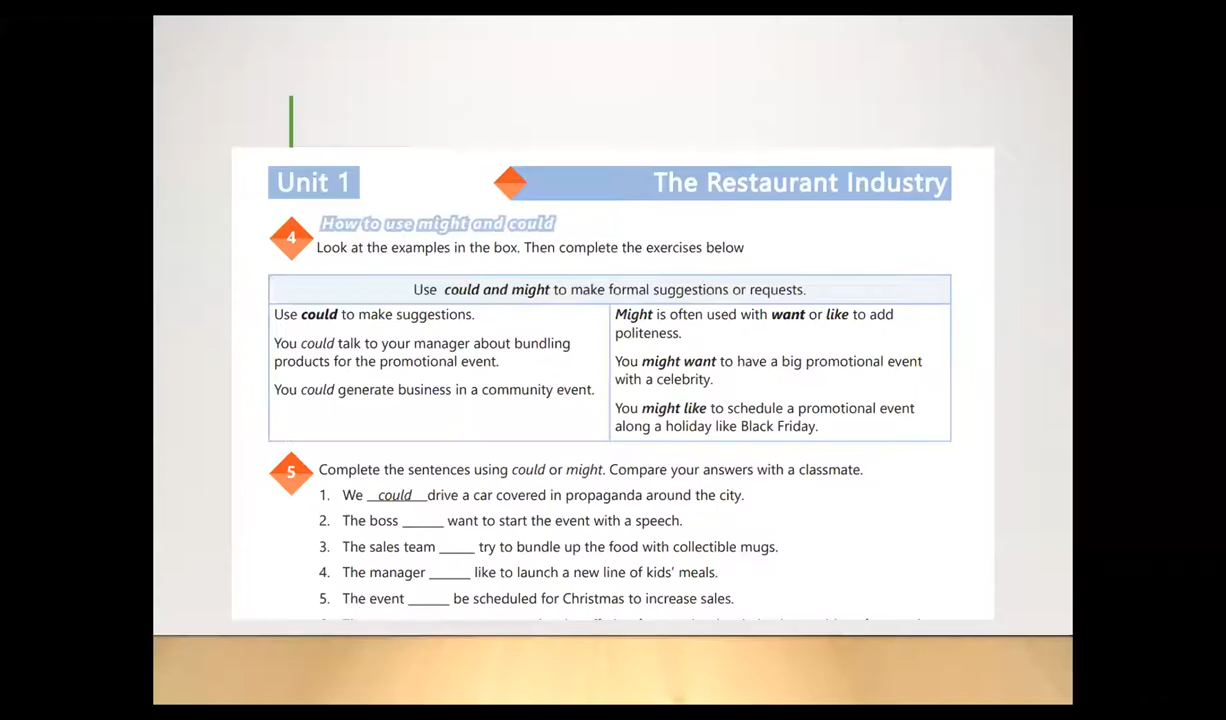 Unit 1
The Restaurant Industry
4
How to use might and could
Look at the examples in the box. Then complete the exercises below
Use could and might to make formal suggestions or requests.
Use could to make suggestions.
You could talk to your manager about bundling
products for the promotional event.
You could generate business in a community event.
Might is often used with want or like to add
politeness.
You might want to have a big promotional event
with a celebrity.
You might like to schedule a promotional event
along a holiday like Black Friday.
5
Complete the sentences using could or might. Compare your answers with a classmate.
1. We __could__drive a car covered in propaganda around the city.
2. The boss ______ want to start the event with a speech.
3. The sales team _____ try to bundle up the food with collectible mugs.
4. The manager ______ like to launch a new line of kids' meals.
5. The event ______ be scheduled for Christmas to increase sales.